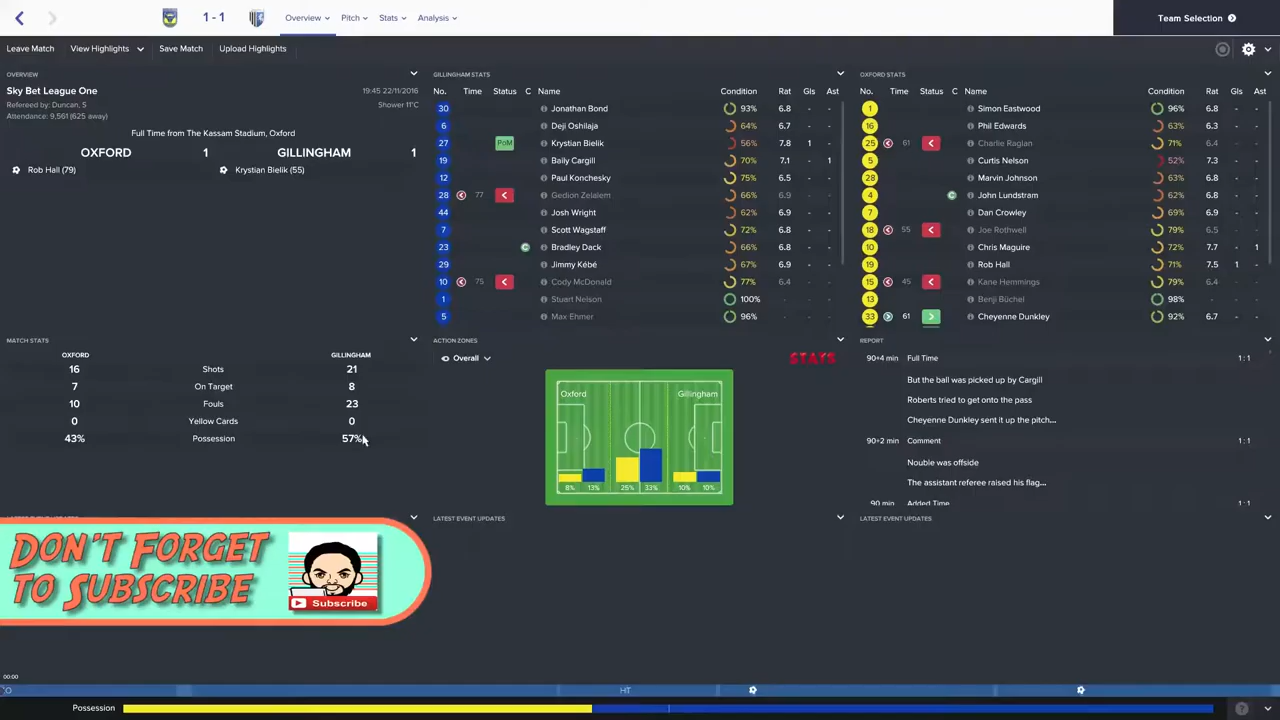 1 - 1
Overview
Pitch
Stats
Analysis
Team Selection
Leave Match
View Highlights
Save Match
Upload Highlights
OVERVIEW
Sky Bet League One
19:45 22/11/2016
Refereed by: Duncan, S
Shower 11°C
Attendance: 9,561 (625 away)
Full Time from The Kassam Stadium, Oxford
OXFORD 1 GILLINGHAM 1
Rob Hall (79) Krystian Bielik (55)
GILLINGHAM STATS
No. Time Status C Name Condition Rat Gls Ast
30 Jonathan Bond 93% 6.8 - -
6 Deji Oshilaja 64% 6.7 - -
27 PoM Krystian Bielik 56% 7.8 1 -
19 Baily Cargill 70% 7.1 - 1
12 Paul Konchesky 75% 6.5 - -
28 77 Gedion Zelalem 66% 6.9 - -
44 Josh Wright 62% 6.9 - -
7 Scott Wagstaff 72% 6.8 - -
23 C Bradley Dack 66% 6.8 - -
29 Jimmy Kébé 67% 6.9 - -
10 75 Cody McDonald 77% 6.4 - -
1 Stuart Nelson 100% - - -
5 Max Ehmer 96% - - -
OXFORD STATS
No. Time Status C Name Condition Rat Gls Ast
1 Simon Eastwood 96% 6.8 - -
16 Phil Edwards 63% 6.3 - -
25 61 Charlie Raglan 71% 6.4 - -
5 Curtis Nelson 52% 7.3 - -
28 Marvin Johnson 63% 6.8 - -
4 C John Lundstram 62% 6.8 - -
7 Dan Crowley 69% 6.9 - -
18 55 Joe Rothwell 79% 6.5 - -
10 Chris Maguire 72% 7.7 - 1
19 Rob Hall 71% 7.5 1 -
15 45 Kane Hemmings 79% 6.4 - -
13 Benji Büchel 98% - - -
33 61 Cheyenne Dunkley 92% 6.7 - -
MATCH STATS
OXFORD GILLINGHAM
16 Shots 21
7 On Target 8
10 Fouls 23
0 Yellow Cards 0
43% Possession 57%
ACTION ZONES
Overall
STATS
Oxford Gillingham
8% 13% 25% 33% 10% 10%
REPORT
90+4 min Full Time 1 : 1
But the ball was picked up by Cargill
Roberts tried to get onto the pass
Cheyenne Dunkley sent it up the pitch...
90+2 min Comment 1 : 1
Nouble was offside
The assistant referee raised his flag...
90 min Added Time 1 : 1
LATEST EVENT UPDATES
LATEST EVENT UPDATES
DON'T FORGET
TO SUBSCRIBE
Subscribe
00:00
HT
Possession